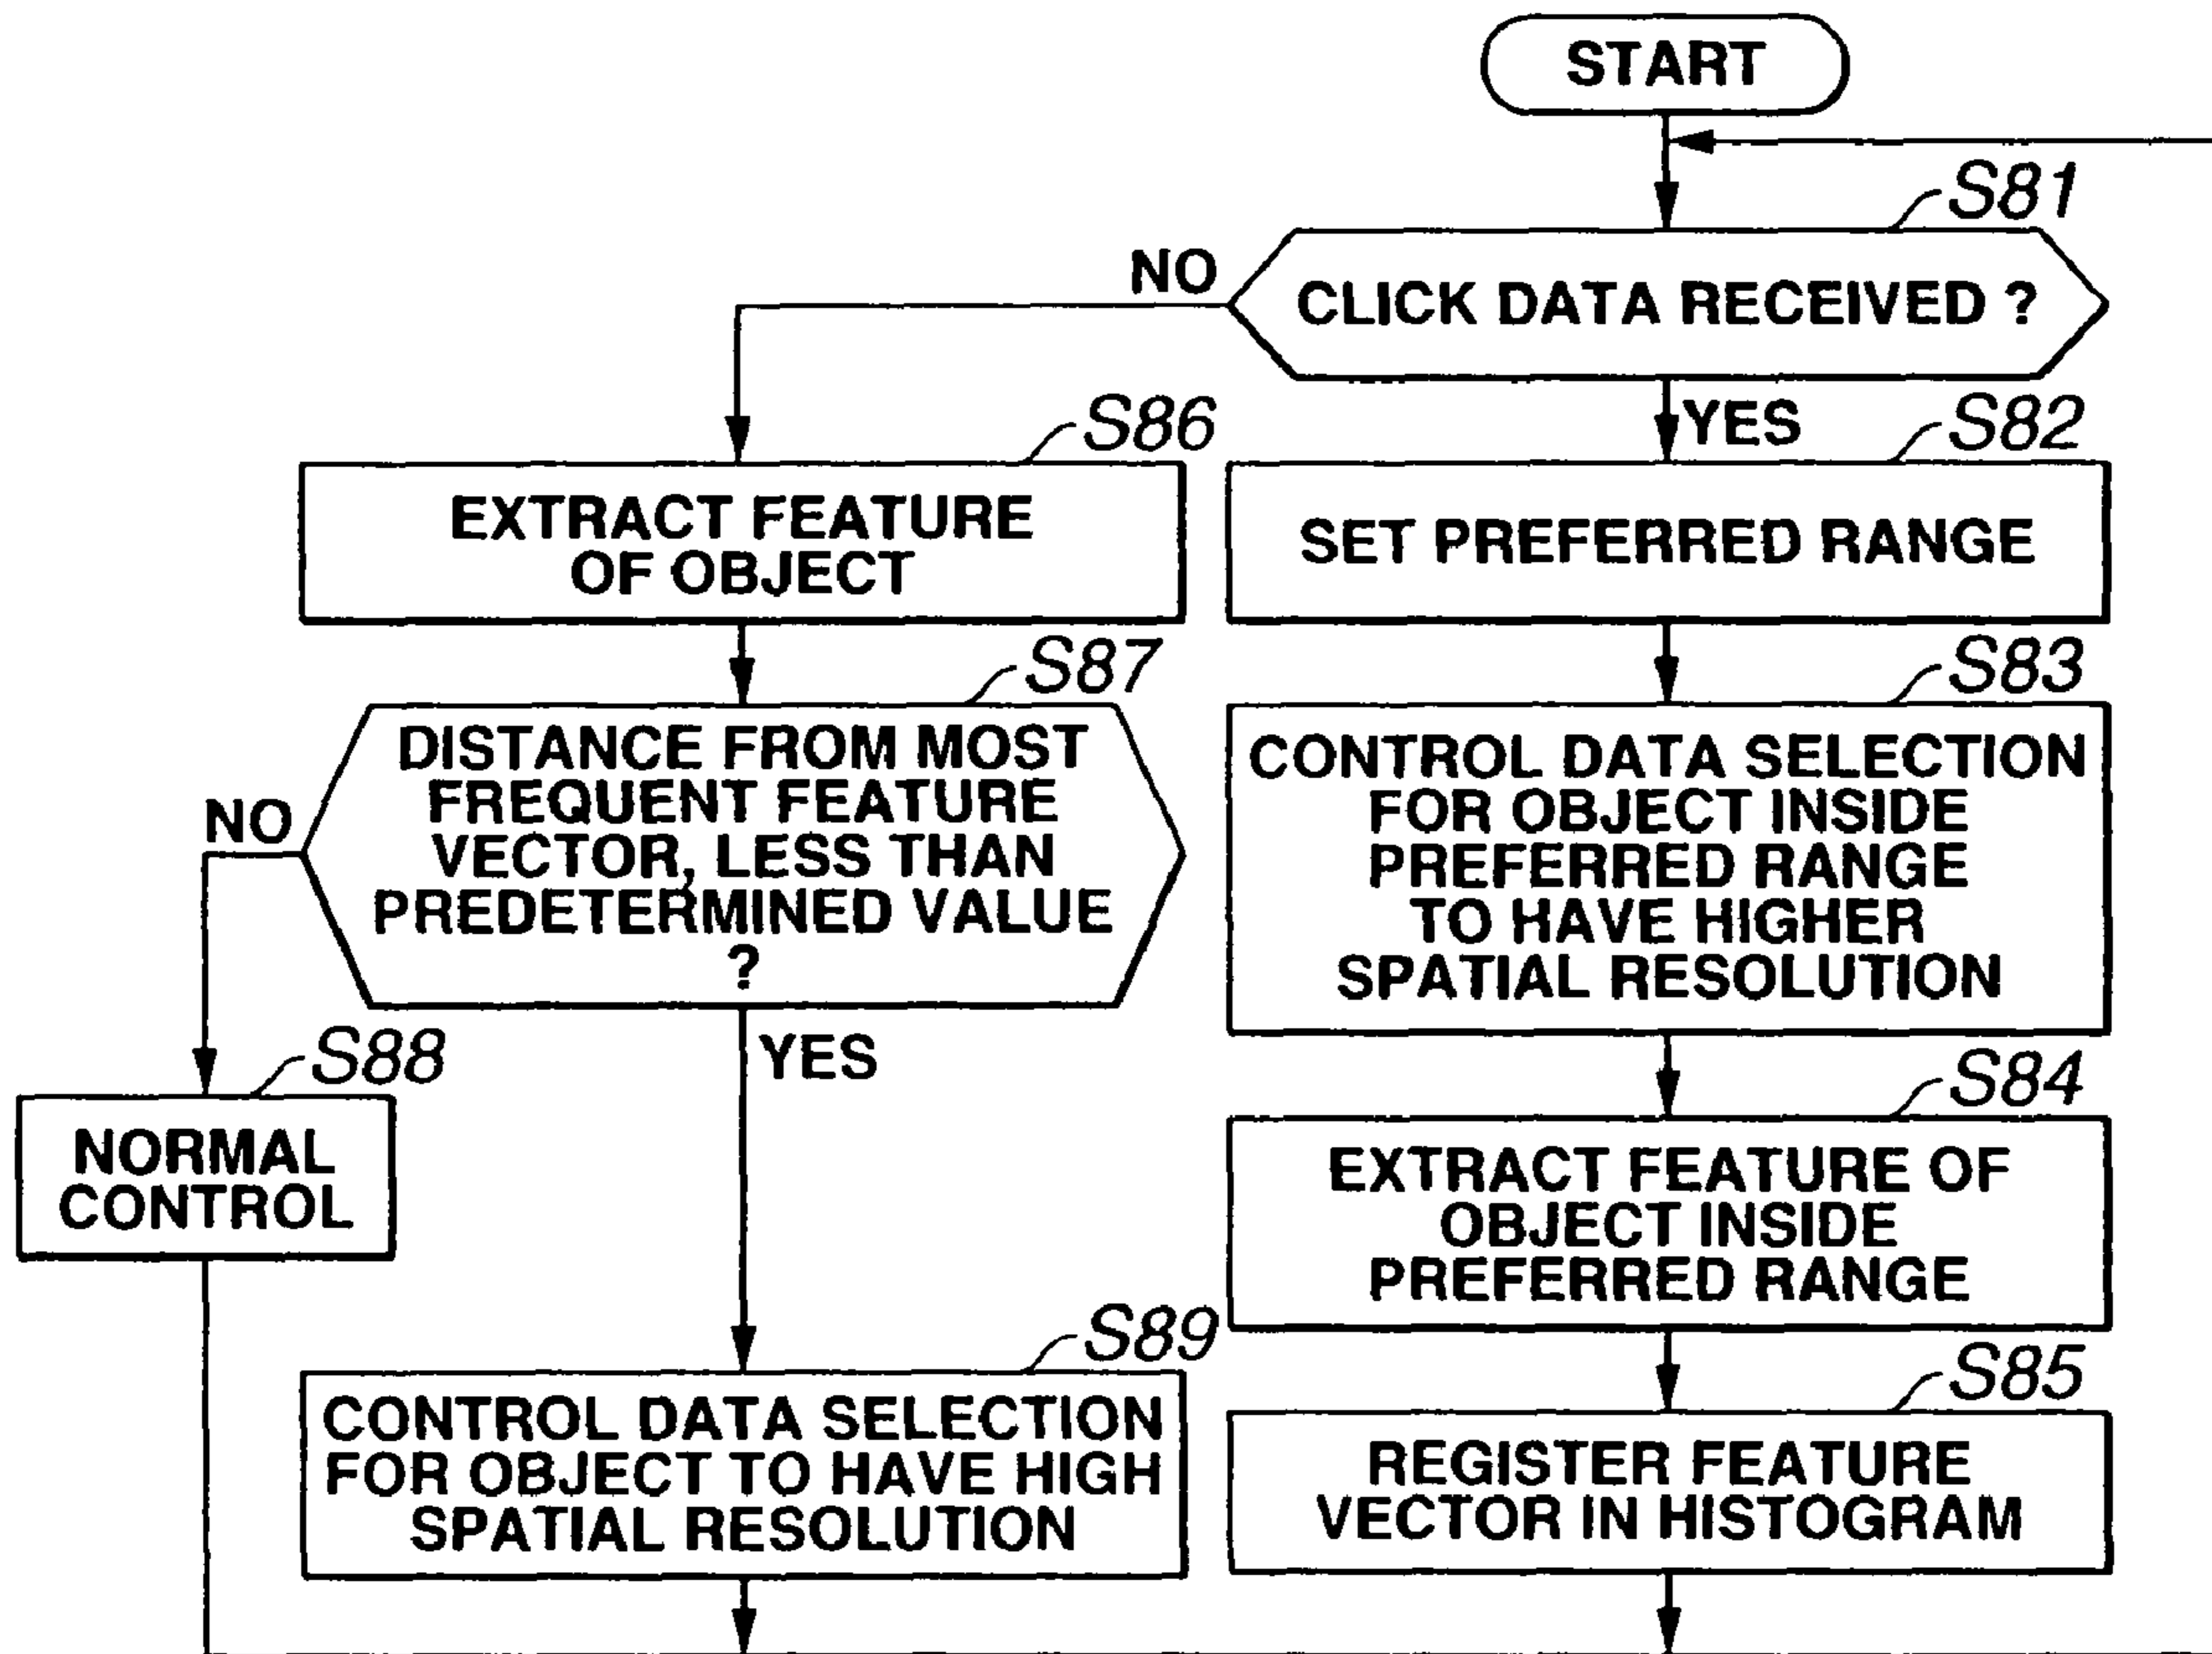 START
S81
CLICK DATA RECEIVED ?
NO
YES
S82
SET PREFERRED RANGE
S83
CONTROL DATA SELECTION
FOR OBJECT INSIDE
PREFERRED RANGE
TO HAVE HIGHER
SPATIAL RESOLUTION
S84
EXTRACT FEATURE OF
OBJECT INSIDE
PREFERRED RANGE
S85
REGISTER FEATURE
VECTOR IN HISTOGRAM
S86
EXTRACT FEATURE
OF OBJECT
S87
DISTANCE FROM MOST
FREQUENT FEATURE
VECTOR, LESS THAN
PREDETERMINED VALUE
?
NO
YES
S88
NORMAL
CONTROL
S89
CONTROL DATA SELECTION
FOR OBJECT TO HAVE HIGH
SPATIAL RESOLUTION